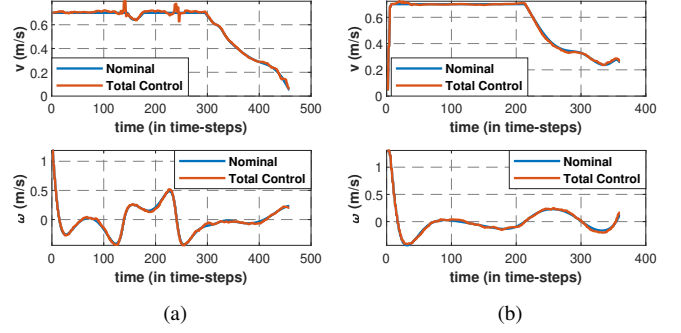 v (m/s)
0.6
0.4
0.2
0
Nominal
Total Control
0 100 200 300 400 500
time (in time-steps)
ω (m/s)
1
0.5
0
Nominal
Total Control
0 100 200 300 400 500
time (in time-steps)
(a)
v (m/s)
0.6
0.4
0.2
0
Nominal
Total Control
0 100 200 300 400
time (in time-steps)
ω (m/s)
1
0.5
0
Nominal
Total Control
0 100 200 300 400
time (in time-steps)
(b)